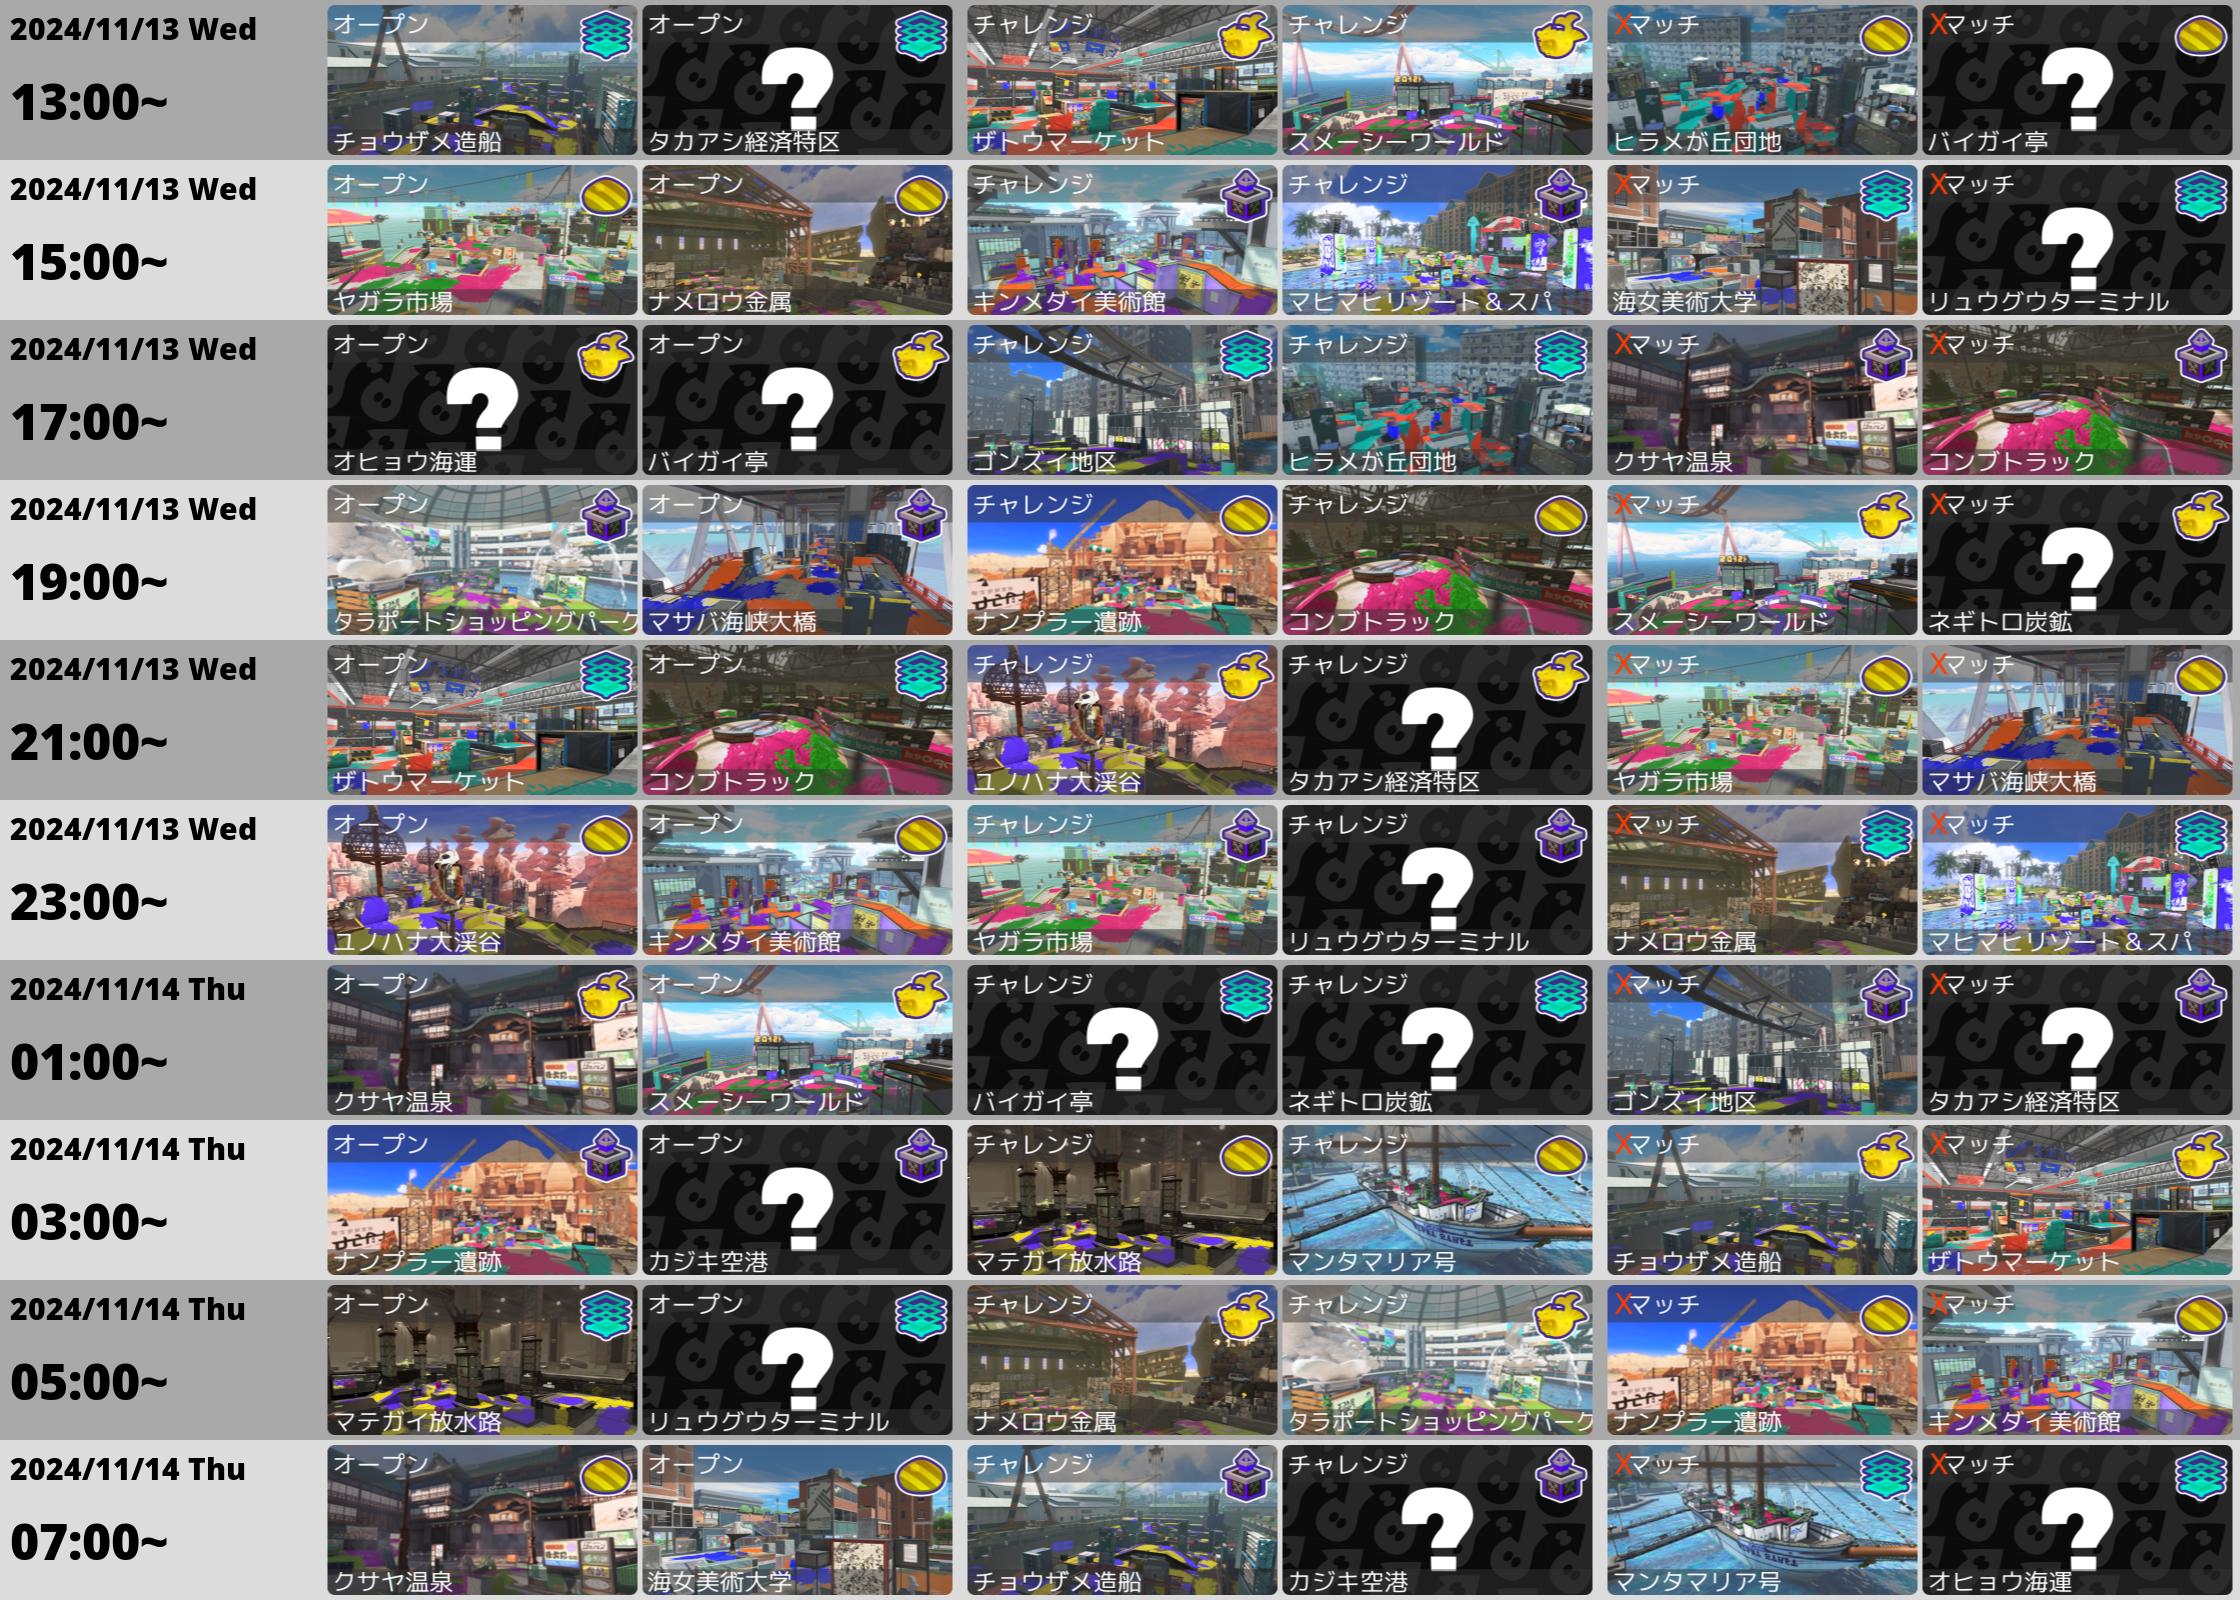 2024/11/13 Wed
13:00~
オープン
チョウザメ造船
オープン
タカアシ経済特区
チャレンジ
ザトウマーケット
チャレンジ
スメーシーワールド
Xマッチ
ヒラメが丘団地
Xマッチ
バイガイ亭
2024/11/13 Wed
15:00~
オープン
ヤガラ市場
オープン
ナメロウ金属
チャレンジ
キンメダイ美術館
チャレンジ
マヒマヒリゾート＆スパ
Xマッチ
海女美術大学
Xマッチ
リュウグウターミナル
2024/11/13 Wed
17:00~
オープン
オヒョウ海運
オープン
バイガイ亭
チャレンジ
ゴンズイ地区
チャレンジ
ヒラメが丘団地
Xマッチ
クサヤ温泉
Xマッチ
コンブトラック
2024/11/13 Wed
19:00~
オープン
タラポートショッピングパーク
オープン
マサバ海峡大橋
チャレンジ
ナンプラー遺跡
チャレンジ
コンブトラック
Xマッチ
スメーシーワールド
Xマッチ
ネギトロ炭鉱
2024/11/13 Wed
21:00~
オープン
ザトウマーケット
オープン
コンブトラック
チャレンジ
ユノハナ大渓谷
チャレンジ
タカアシ経済特区
Xマッチ
ヤガラ市場
Xマッチ
マサバ海峡大橋
2024/11/13 Wed
23:00~
オープン
ユノハナ大渓谷
オープン
キンメダイ美術館
チャレンジ
ヤガラ市場
チャレンジ
リュウグウターミナル
Xマッチ
ナメロウ金属
Xマッチ
マヒマヒリゾート＆スパ
2024/11/14 Thu
01:00~
オープン
クサヤ温泉
オープン
スメーシーワールド
チャレンジ
バイガイ亭
チャレンジ
ネギトロ炭鉱
Xマッチ
ゴンズイ地区
Xマッチ
タカアシ経済特区
2024/11/14 Thu
03:00~
オープン
ナンプラー遺跡
オープン
カジキ空港
チャレンジ
マテガイ放水路
チャレンジ
マンタマリア号
Xマッチ
チョウザメ造船
Xマッチ
ザトウマーケット
2024/11/14 Thu
05:00~
オープン
マテガイ放水路
オープン
リュウグウターミナル
チャレンジ
ナメロウ金属
チャレンジ
タラポートショッピングパーク
Xマッチ
ナンプラー遺跡
Xマッチ
キンメダイ美術館
2024/11/14 Thu
07:00~
オープン
クサヤ温泉
オープン
海女美術大学
チャレンジ
チョウザメ造船
チャレンジ
カジキ空港
Xマッチ
マンタマリア号
Xマッチ
オヒョウ海運